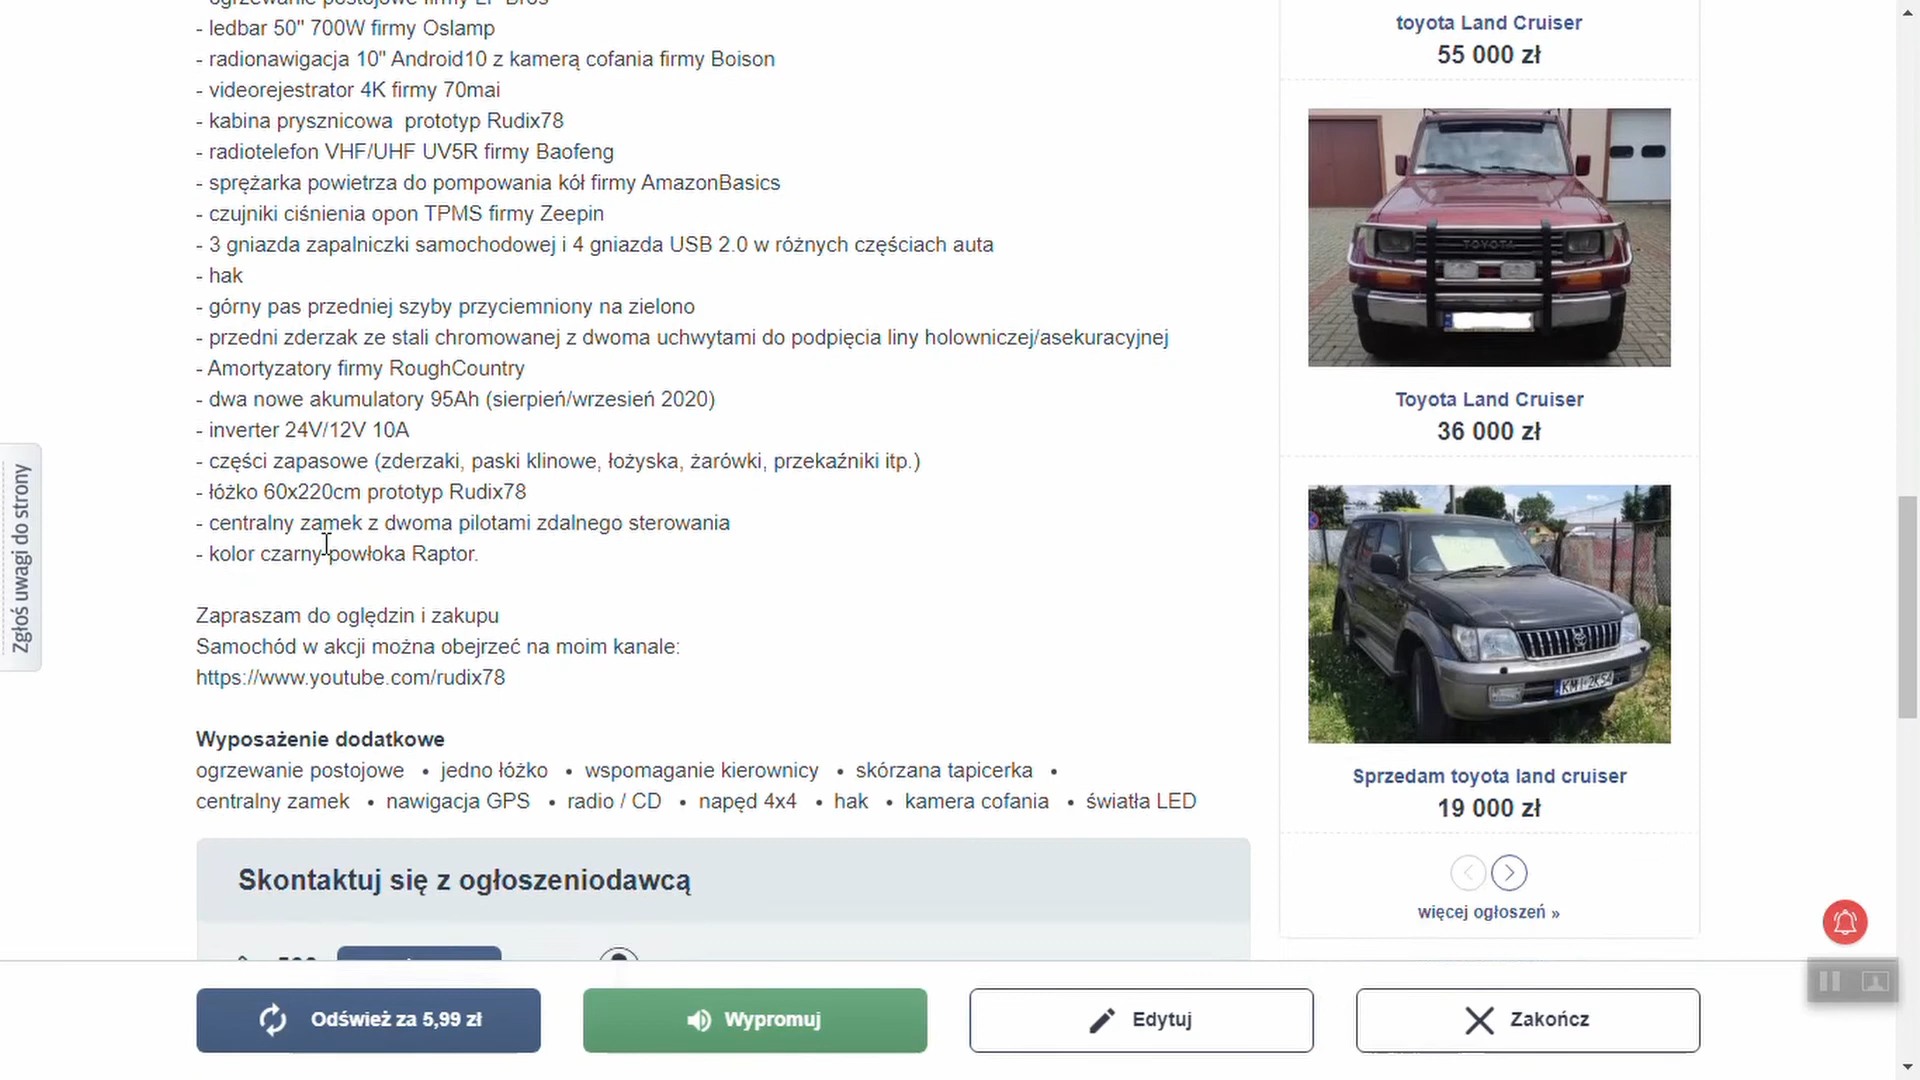 - ogrzewanie postojowe firmy LF Bros
- ledbar 50" 700W firmy Oslamp
- radionawigacja 10" Android10 z kamerą cofania firmy Boison
- videorejestrator 4K firmy 70mai
- kabina prysznicowa  prototyp Rudix78
- radiotelefon VHF/UHF UV5R firmy Baofeng
- sprężarka powietrza do pompowania kół firmy AmazonBasics
- czujniki ciśnienia opon TPMS firmy Zeepin
- 3 gniazda zapalniczki samochodowej i 4 gniazda USB 2.0 w różnych częściach auta
- hak
- górny pas przedniej szyby przyciemniony na zielono
- przedni zderzak ze stali chromowanej z dwoma uchwytami do podpięcia liny holowniczej/asekuracyjnej
- Amortyzatory firmy RoughCountry
- dwa nowe akumulatory 95Ah (sierpień/wrzesień 2020)
- inverter 24V/12V 10A
- części zapasowe (zderzaki, paski klinowe, łożyska, żarówki, przekaźniki itp.)
- łóżko 60x220cm prototyp Rudix78
- centralny zamek z dwoma pilotami zdalnego sterowania
- kolor czarny powłoka Raptor.
Zapraszam do oględzin i zakupu
Samochód w akcji można obejrzeć na moim kanale:
https://www.youtube.com/rudix78
Wyposażenie dodatkowe
ogrzewanie postojowe • jedno łóżko • wspomaganie kierownicy • skórzana tapicerka •
centralny zamek • nawigacja GPS • radio / CD • napęd 4x4 • hak • kamera cofania • światła LED
Skontaktuj się z ogłoszeniodawcą
toyota Land Cruiser
55 000 zł
TOYOTA
Toyota Land Cruiser
36 000 zł
KMI 2K54
Sprzedam toyota land cruiser
19 000 zł
więcej ogłoszeń »
Zgłoś uwagi do strony
Odśwież za 5,99 zł
Wypromuj
Edytuj
Zakończ